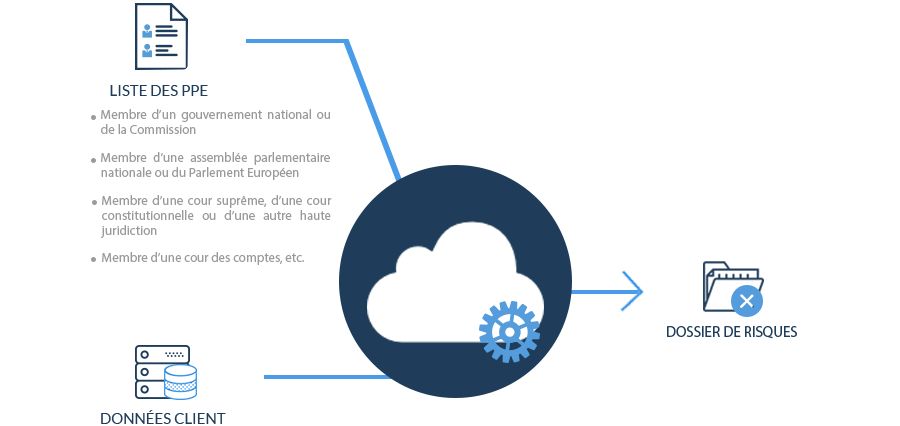 LISTE DES PPE
• Membre d'un gouvernement national ou
de la Commission
• Membre d'une assemblée parlementaire
nationale ou du Parlement Européen
• Membre d'une cour suprême, d'une cour
constitutionnelle ou d'une autre haute
juridiction
• Membre d'une cour des comptes, etc.
DOSSIER DE RISQUES
DONNÉES CLIENT